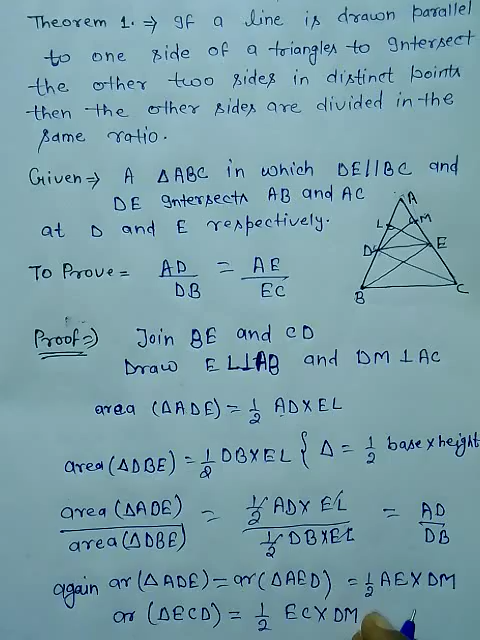 Theorem 1. ⇒ If a line is drawn parallel
to one side of a triangles to Intersect
the other two sides in distinct points
then the other sides are divided in the
same ratio.
Given ⇒ A ΔABC in which DE||BC and
DE Intersects AB and AC
at D and E respectively.
A
L M
D E
B C
To Prove = AD/DB = AE/EC
Proof ⇒ Join BE and CD
Draw EL⊥AB and DM⊥AC
area (ΔADE) = 1/2 AD×EL
area (ΔDBE) = 1/2 DB×EL { Δ = 1/2 base×height
area (ΔADE)/area (ΔDBE) = 1/2 AD×EL / 1/2 DB×EL = AD/DB
again ar (ΔADE) = ar (ΔAED) = 1/2 AE×DM
ar (ΔECD) = 1/2 EC×DM